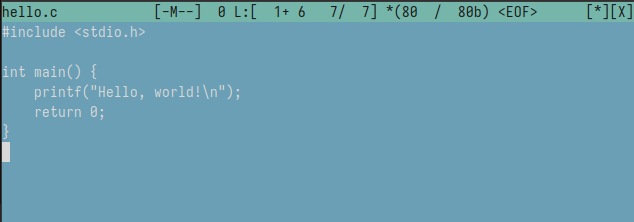 hello.c [-M--] 0 L:[ 1+ 6 7/ 7] *(80 / 80b) <EOF> [*][X]
#include <stdio.h>

int main() {
    printf("Hello, world!\n");
    return 0;
}